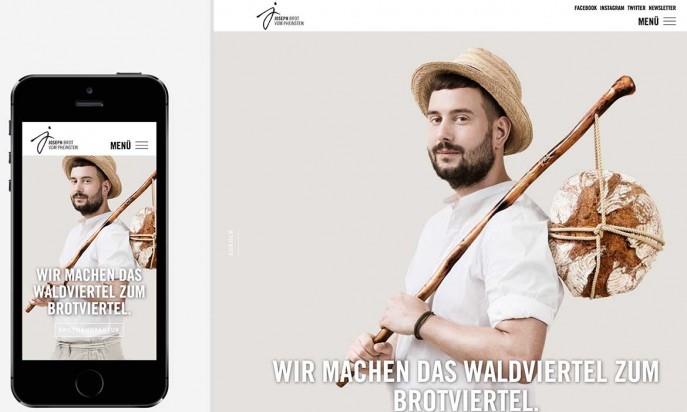 JOSEPH BROT
VOM PHEINSTEN
MENÜ
WIR MACHEN DAS
WALDVIERTEL ZUM
BROTVIERTEL.
JOSEPH BROT
VOM PHEINSTEN
FACEBOOK INSTAGRAM TWITTER NEWSLETTER
MENÜ
WIR MACHEN DAS WALDVIERTEL ZUM
BROTVIERTEL.